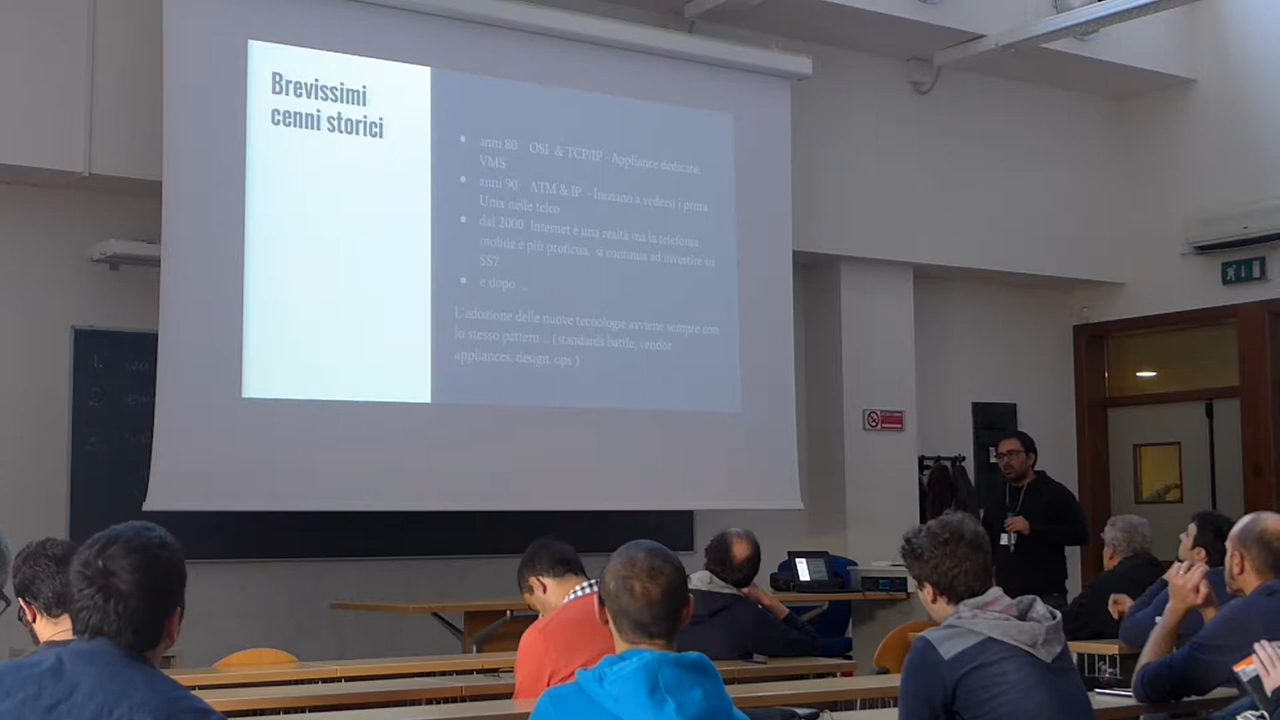 Brevissimi
cenni storici
anni 80 OSI & TCP/IP - Appliance dedicate,
VMS
anni 90 ATM & IP - Iniziano a vedersi i primi
Unix nelle telco
dal 2000 Internet è una realtà ma la telefonia
mobile è più proficua, si continua ad investire su
SS7
e dopo ...
L'adozione delle nuove tecnologie avviene sempre con
lo stesso pattern ... (standards battle, vendor
appliances, design, ops )
1.
2.